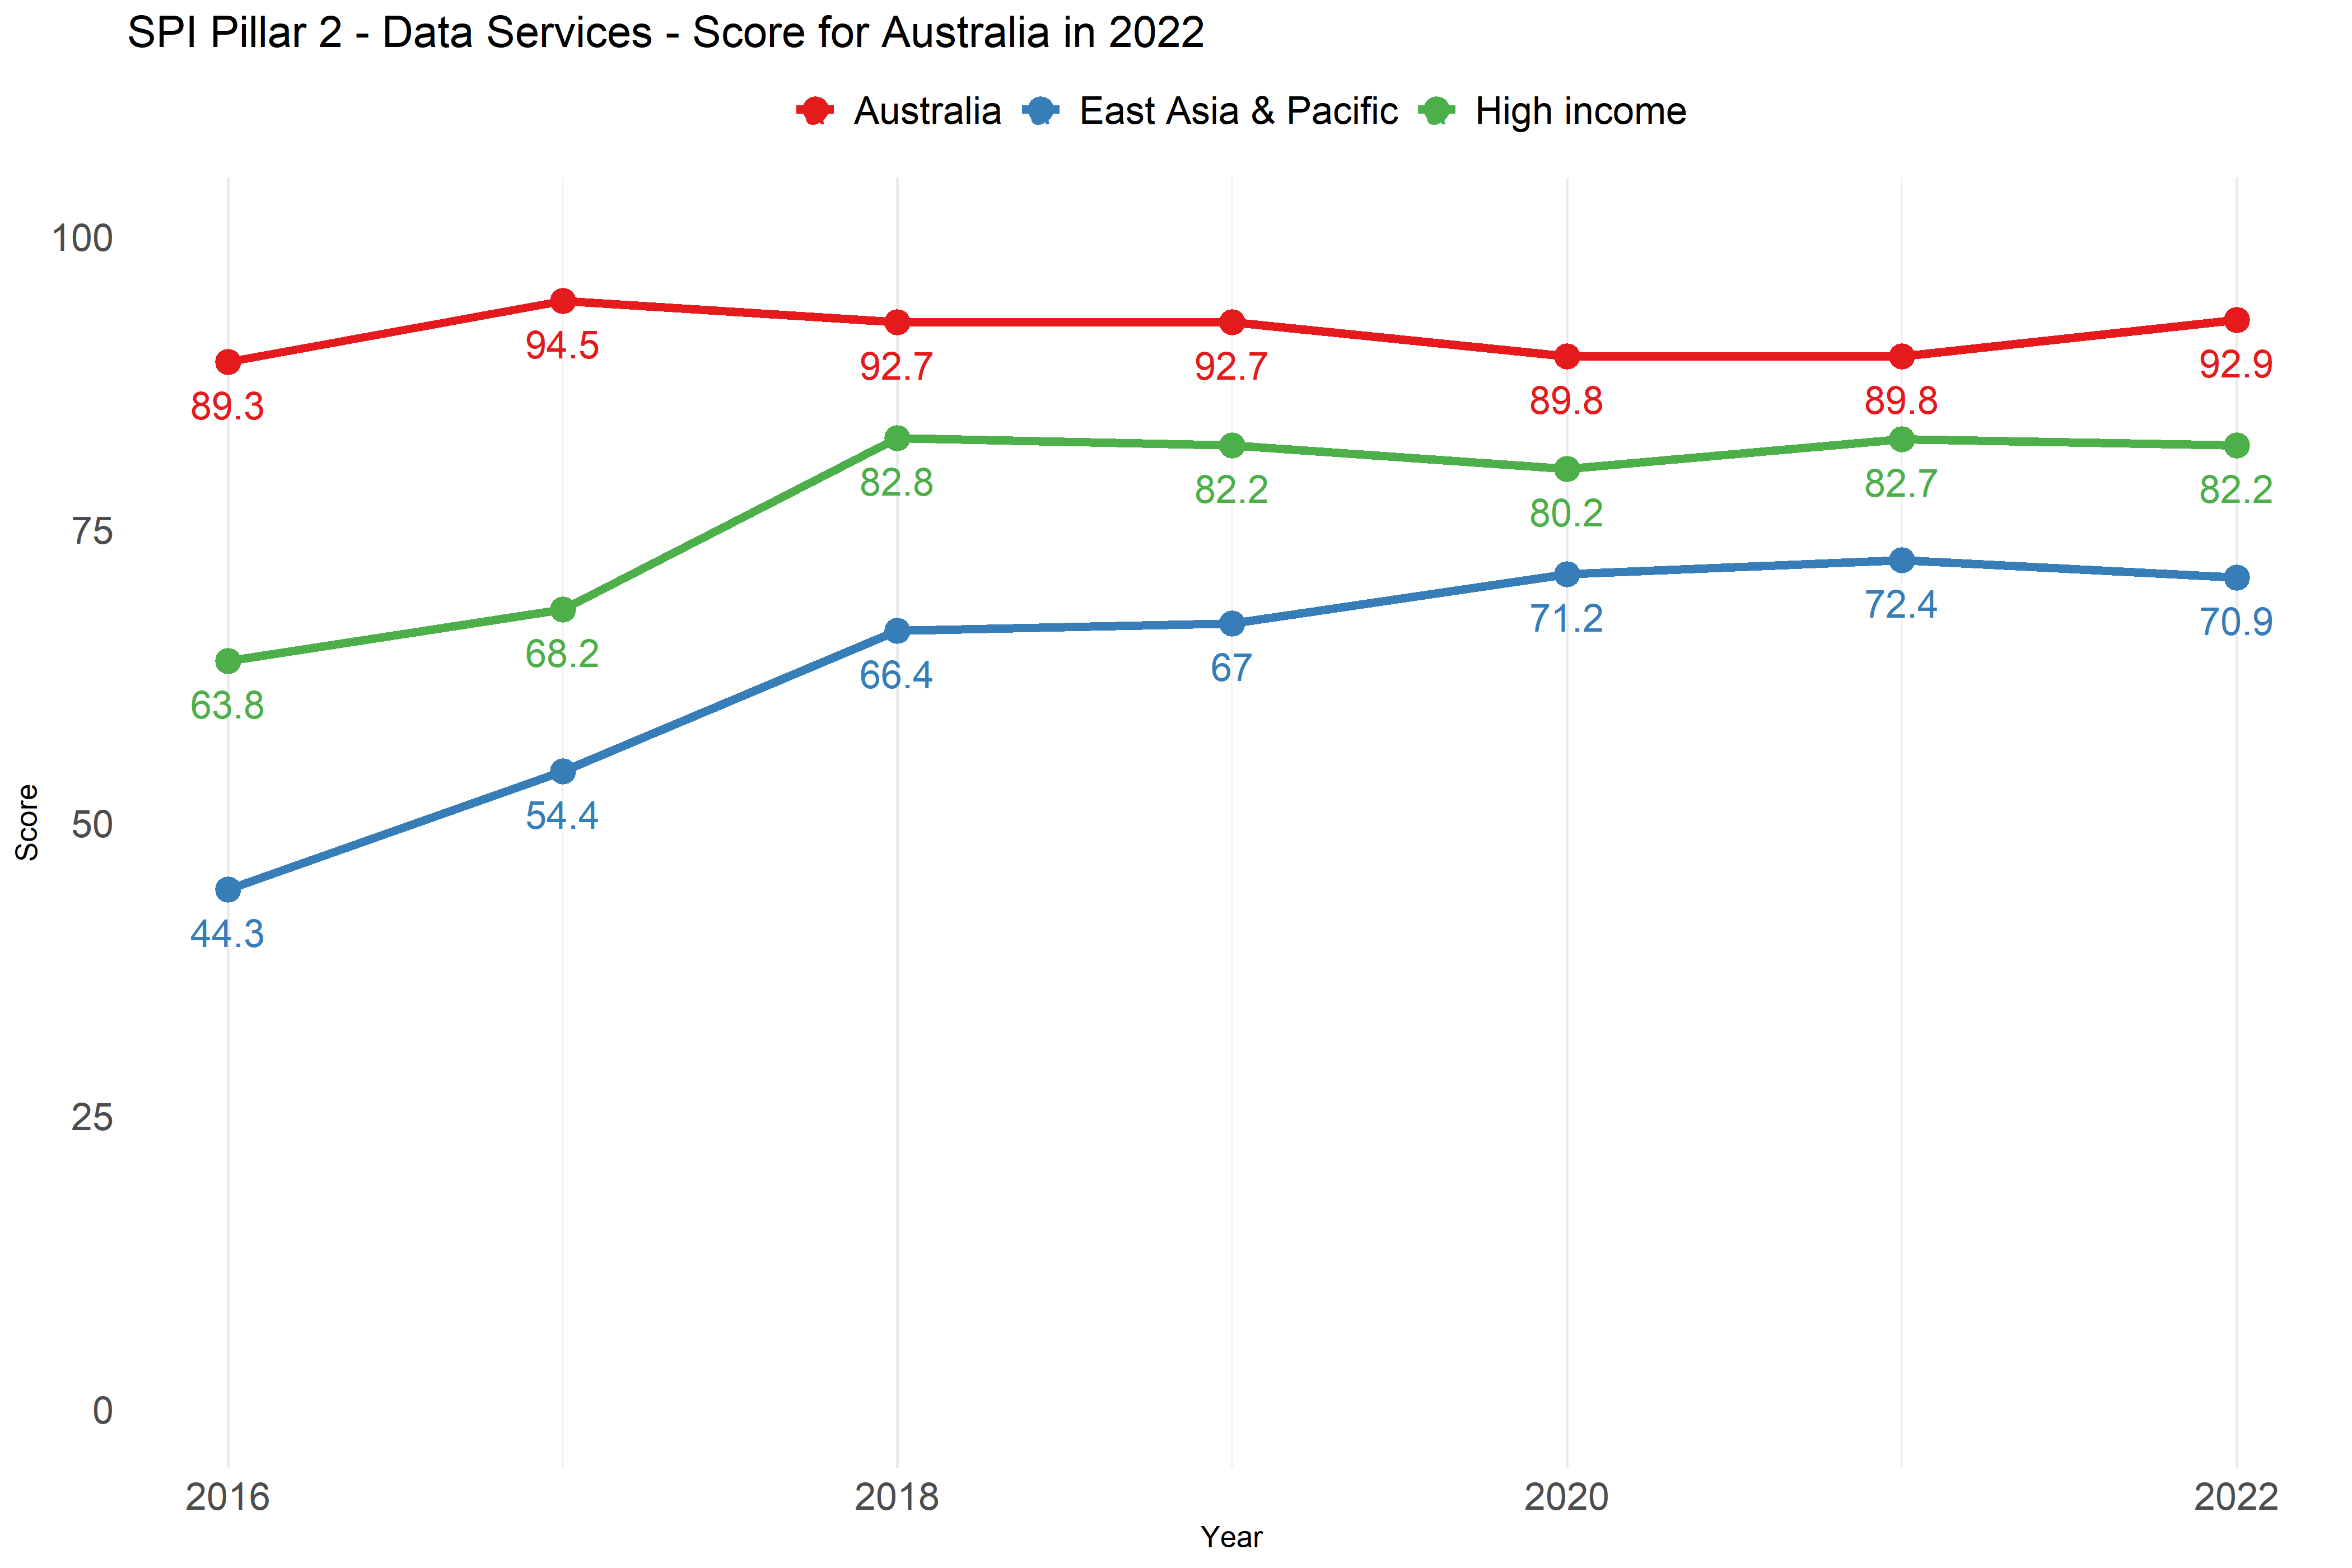 SPI Pillar 2 - Data Services - Score for Australia in 2022
Australia East Asia & Pacific High income
100
75
50
25
0
Score
89.3 94.5 92.7 92.7 89.8 89.8 92.9
63.8 68.2 82.8 82.2 80.2 82.7 82.2
44.3 54.4 66.4 67 71.2 72.4 70.9
2016 2018 2020 2022
Year